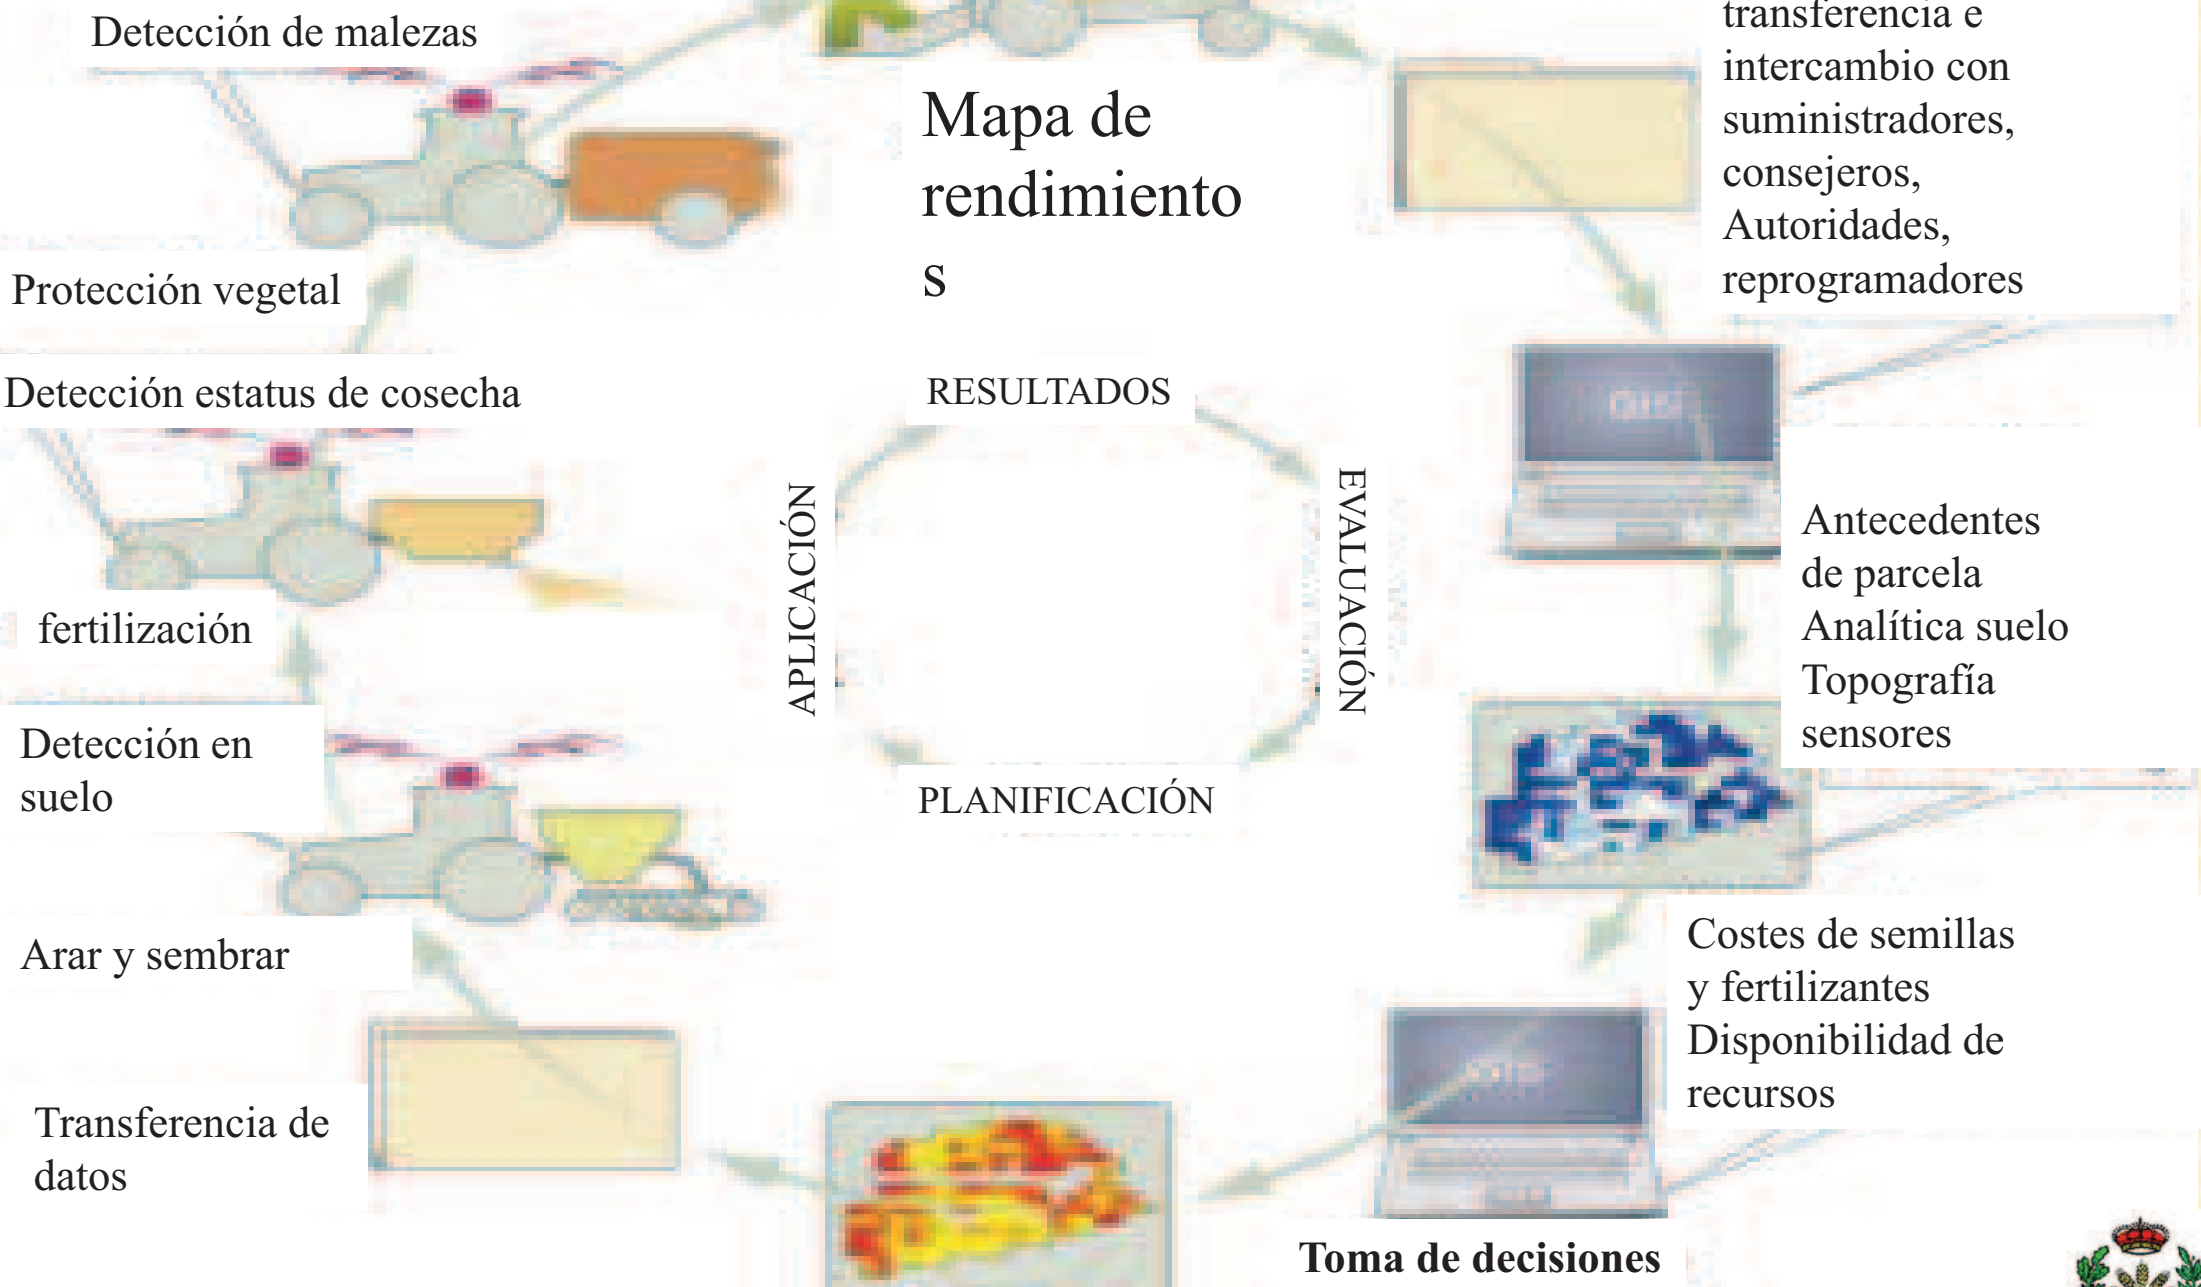 Detección de malezas
transferencia e
intercambio con
suministradores,
consejeros,
Autoridades,
reprogramadores
Mapa de
rendimiento
s
Protección vegetal
Detección estatus de cosecha
RESULTADOS
APLICACIÓN
EVALUACIÓN
PLANIFICACIÓN
Antecedentes
de parcela
Analítica suelo
Topografía
sensores
fertilización
Detección en
suelo
Arar y sembrar
Costes de semillas
y fertilizantes
Disponibilidad de
recursos
Transferencia de
datos
Toma de decisiones